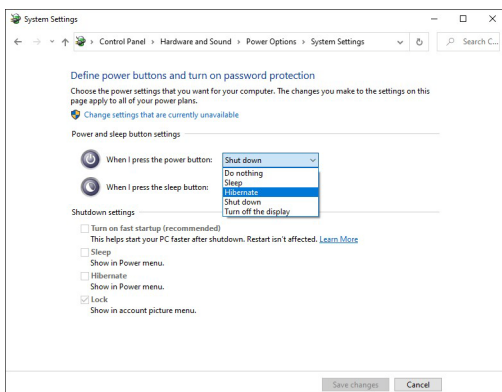 System Settings
Control Panel > Hardware and Sound > Power Options > System Settings
Search C...
Define power buttons and turn on password protection
Choose the power settings that you want for your computer. The changes you make to the settings on this
page apply to all of your power plans.
Change settings that are currently unavailable
Power and sleep button settings
When I press the power button: Shut down
Do nothing
Sleep
When I press the sleep button: Hibernate
Shut down
Turn off the display
Shutdown settings
Turn on fast startup (recommended)
This helps start your PC faster after shutdown. Restart isn't affected. Learn More
Sleep
Show in Power menu.
Hibernate
Show in Power menu.
Lock
Show in account picture menu.
Save changes Cancel